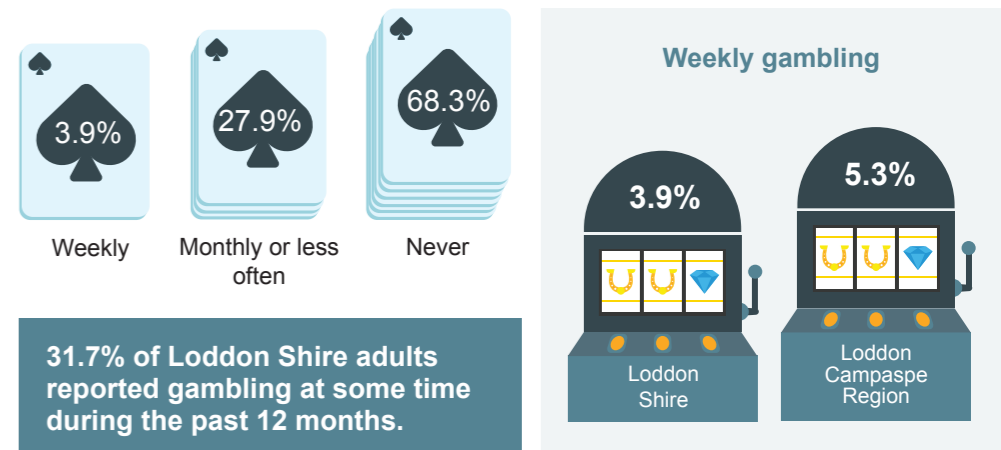 3.9%
27.9%
68.3%
Weekly
Monthly or less
often
Never
31.7% of Loddon Shire adults
reported gambling at some time
during the past 12 months.
Weekly gambling
3.9%
5.3%
Loddon
Shire
Loddon
Campaspe
Region